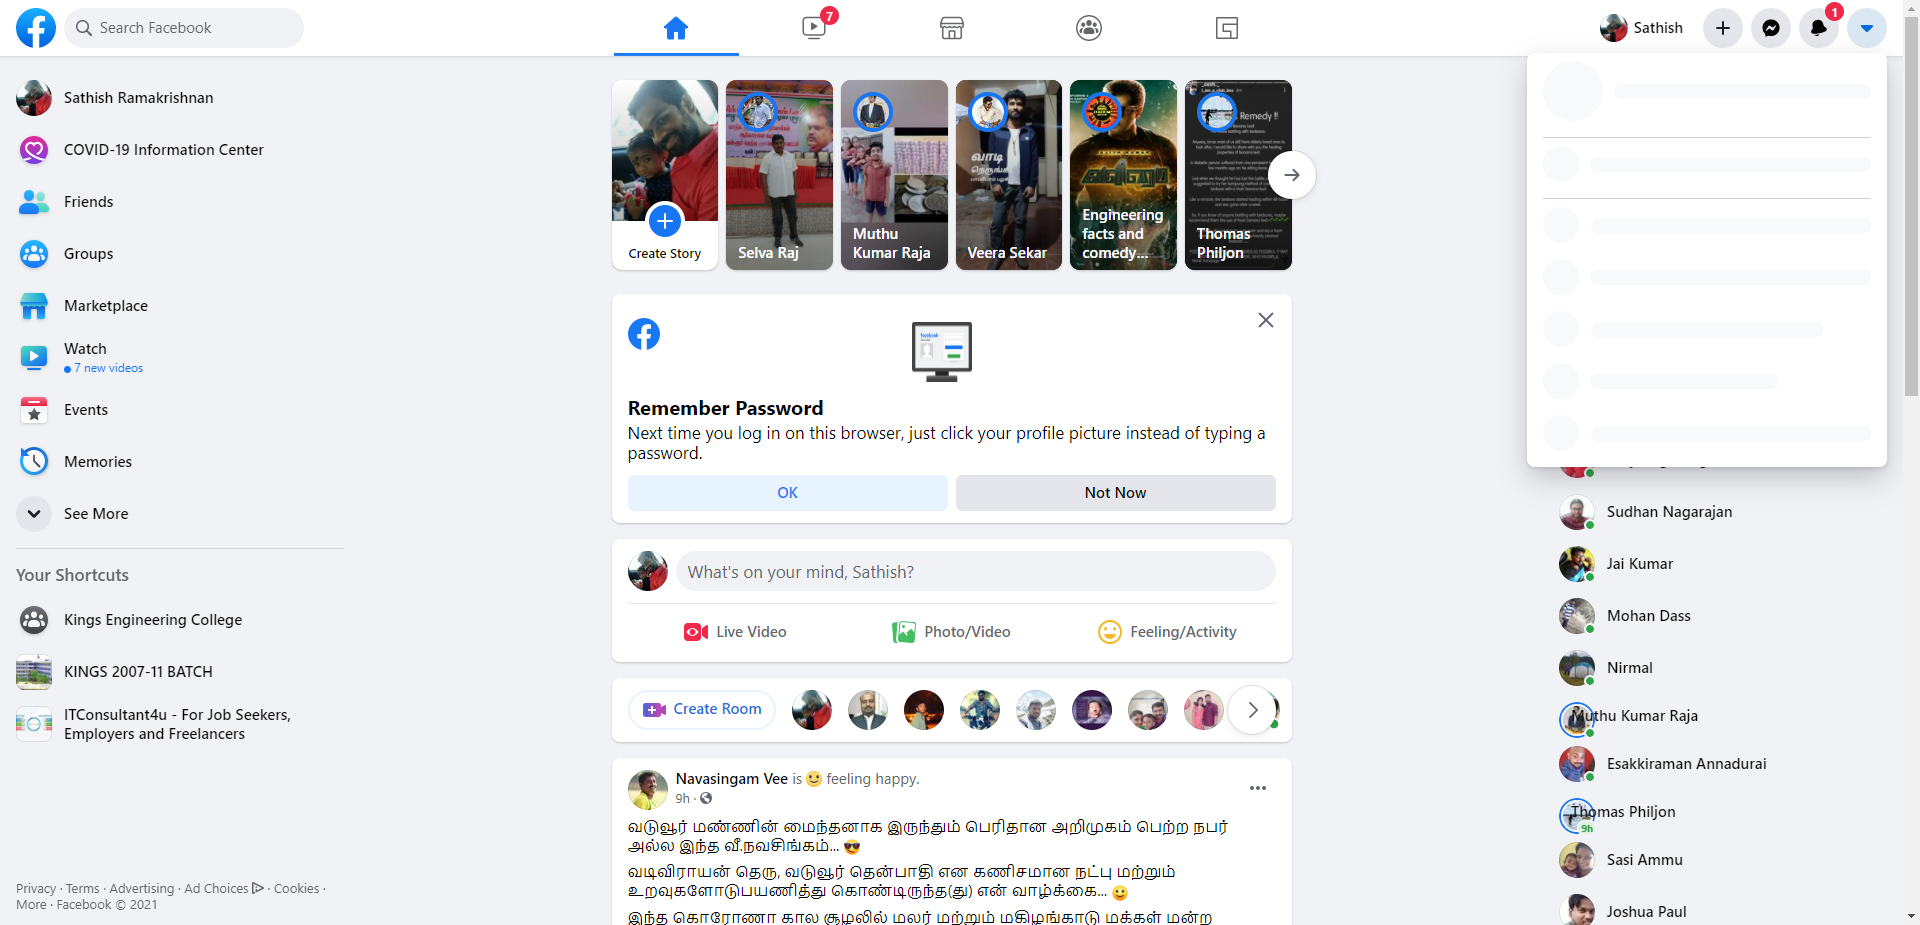 Search Facebook
7
Sathish
1
Sathish Ramakrishnan
COVID-19 Information Center
Friends
Groups
Marketplace
Watch
7 new videos
Events
Memories
See More
Your Shortcuts
Kings Engineering College
KINGS 2007-11 BATCH
ITConsultant4u - For Job Seekers,
Employers and Freelancers
Privacy · Terms · Advertising · Ad Choices · Cookies ·
More · Facebook © 2021
Create Story
Selva Raj
Muthu
Kumar Raja
Veera Sekar
Engineering
facts and
comedy...
Remedy !!
Thomas
Philjon
Remember Password
Next time you log in on this browser, just click your profile picture instead of typing a
password.
OK
Not Now
What's on your mind, Sathish?
Live Video
Photo/Video
Feeling/Activity
Create Room
Navasingam Vee is 🙂 feeling happy.
9h ·
வடுவூர் மண்ணின் மைந்தனாக இருந்தும் பெரிதான அறிமுகம் பெற்ற நபர்
அல்ல இந்த வீ.நவசிங்கம்... 😎
வடிவிராயன் தெரு, வடுவூர் தென்பாதி என கணிசமான நட்பு மற்றும்
உறவுகளோடுபயணித்து கொண்டிருந்த(து) என் வாழ்க்கை... 🙂
இந்த கொரோணா கால சூழலில் மலர் மற்றும் மகிழங்காடு மக்கள் மன்ற
Sudhan Nagarajan
Jai Kumar
Mohan Dass
Nirmal
Muthu Kumar Raja
Esakkiraman Annadurai
Thomas Philjon
9h
Sasi Ammu
Joshua Paul